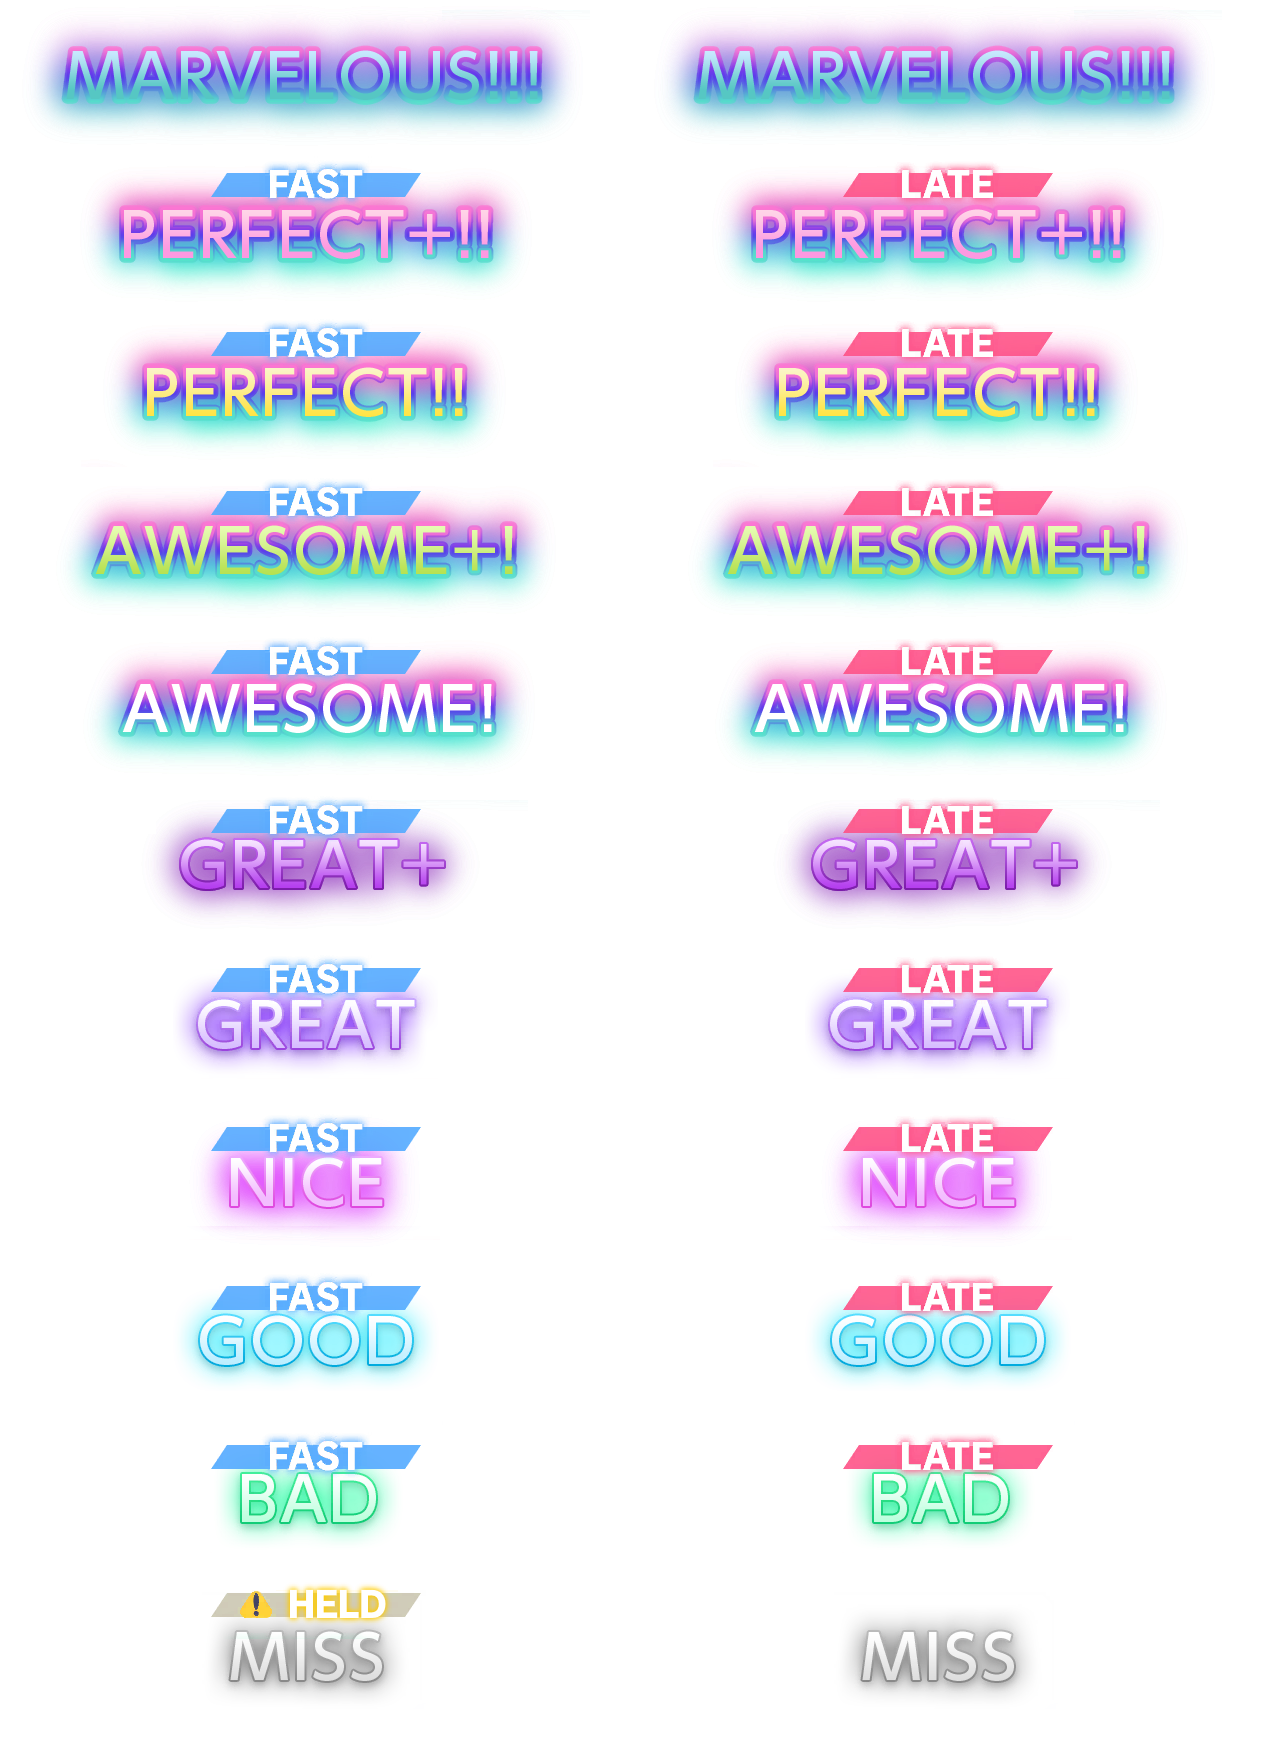 MARVELOUS!!! MARVELOUS!!!
FAST LATE
PERFECT+!! PERFECT+!!
FAST LATE
PERFECT!! PERFECT!!
FAST LATE
AWESOME+! AWESOME+!
FAST LATE
AWESOME! AWESOME!
FAST LATE
GREAT+ GREAT+
FAST LATE
GREAT GREAT
FAST LATE
NICE NICE
FAST LATE
GOOD GOOD
FAST LATE
BAD BAD
⚠️ HELD
MISS MISS